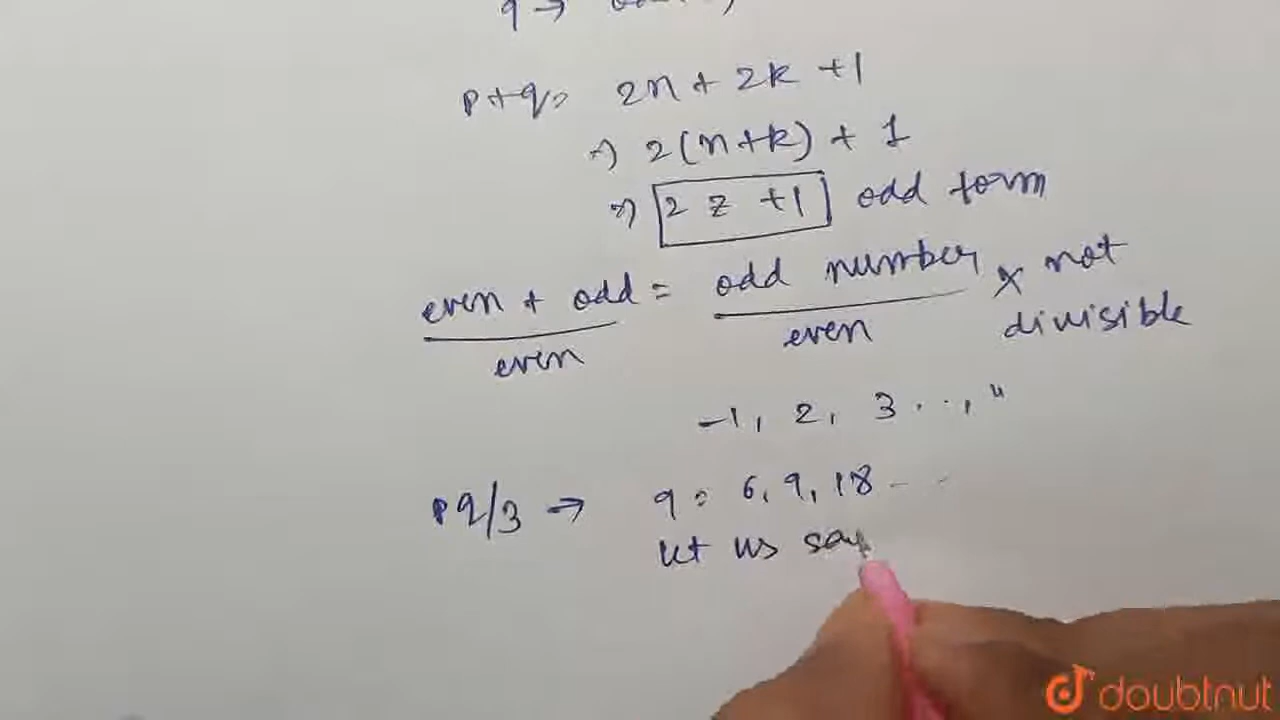 q →
p+q = 2n + 2k + 1
⇒ 2(n+k) + 1
⇒ 2 z + 1 odd form
even + odd = odd number × not
even even divisible
-1, 2, 3 . . , "
pq/3 → q = 6, 9, 18 - - -
let us say
doubtnut